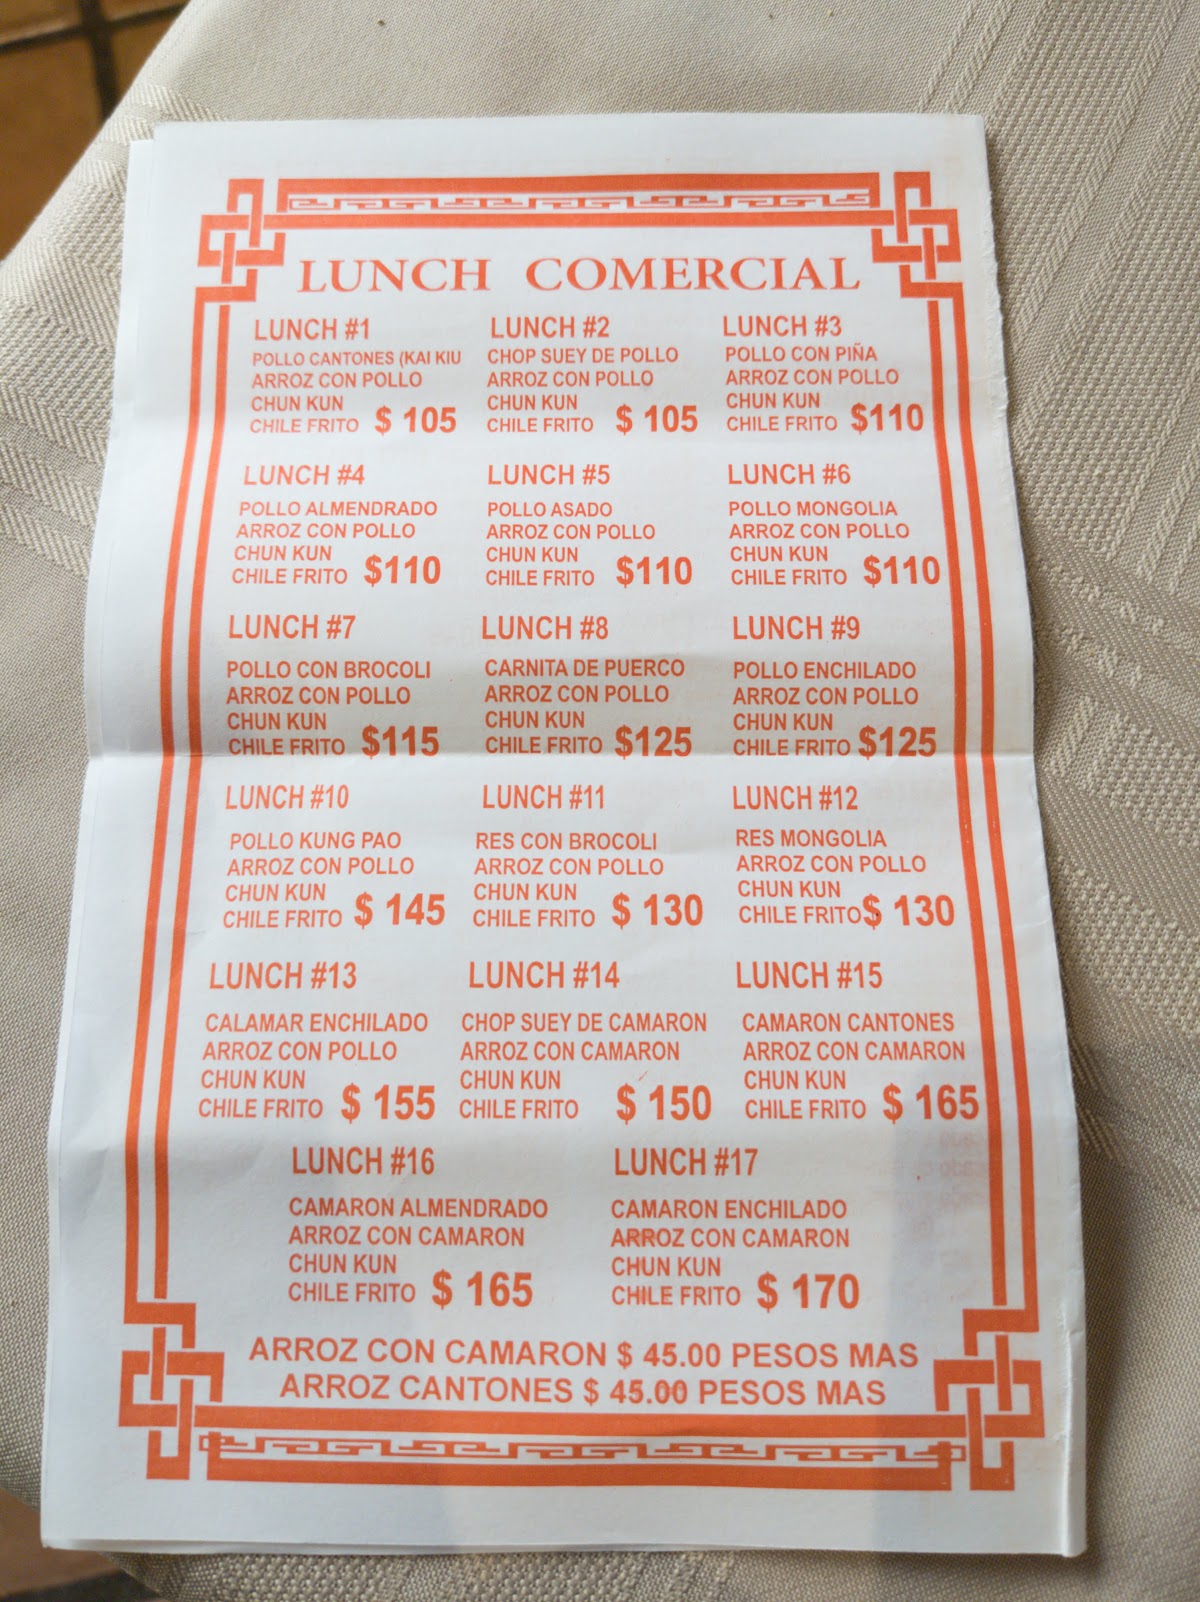 LUNCH COMERCIAL
LUNCH #1
POLLO CANTONES (KAI KIU
ARROZ CON POLLO
CHUN KUN
CHILE FRITO $ 105
LUNCH #2
CHOP SUEY DE POLLO
ARROZ CON POLLO
CHUN KUN
CHILE FRITO $ 105
LUNCH #3
POLLO CON PIÑA
ARROZ CON POLLO
CHUN KUN
CHILE FRITO $110
LUNCH #4
POLLO ALMENDRADO
ARROZ CON POLLO
CHUN KUN
CHILE FRITO $110
LUNCH #5
POLLO ASADO
ARROZ CON POLLO
CHUN KUN
CHILE FRITO $110
LUNCH #6
POLLO MONGOLIA
ARROZ CON POLLO
CHUN KUN
CHILE FRITO $110
LUNCH #7
POLLO CON BROCOLI
ARROZ CON POLLO
CHUN KUN
CHILE FRITO $115
LUNCH #8
CARNITA DE PUERCO
ARROZ CON POLLO
CHUN KUN
CHILE FRITO $125
LUNCH #9
POLLO ENCHILADO
ARROZ CON POLLO
CHUN KUN
CHILE FRITO $125
LUNCH #10
POLLO KUNG PAO
ARROZ CON POLLO
CHUN KUN
CHILE FRITO $ 145
LUNCH #11
RES CON BROCOLI
ARROZ CON POLLO
CHUN KUN
CHILE FRITO $ 130
LUNCH #12
RES MONGOLIA
ARROZ CON POLLO
CHUN KUN
CHILE FRITO $ 130
LUNCH #13
CALAMAR ENCHILADO
ARROZ CON POLLO
CHUN KUN
CHILE FRITO $ 155
LUNCH #14
CHOP SUEY DE CAMARON
ARROZ CON CAMARON
CHUN KUN
CHILE FRITO $ 150
LUNCH #15
CAMARON CANTONES
ARROZ CON CAMARON
CHUN KUN
CHILE FRITO $ 165
LUNCH #16
CAMARON ALMENDRADO
ARROZ CON CAMARON
CHUN KUN
CHILE FRITO $ 165
LUNCH #17
CAMARON ENCHILADO
ARROZ CON CAMARON
CHUN KUN
CHILE FRITO $ 170
ARROZ CON CAMARON $ 45.00 PESOS MAS
ARROZ CANTONES $ 45.00 PESOS MAS